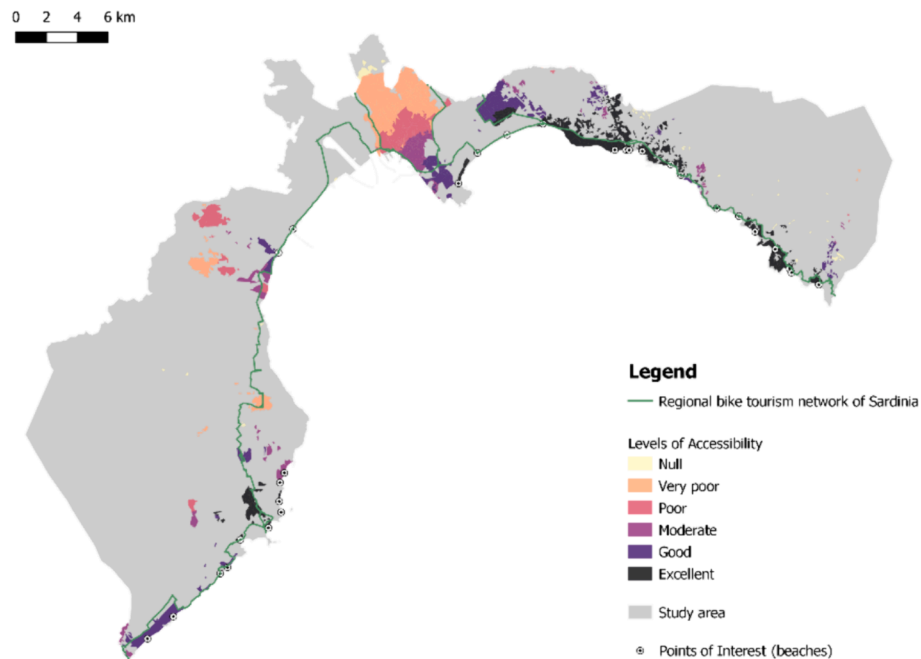 0 2 4 6 km
Legend
Regional bike tourism network of Sardinia
Levels of Accessibility
Null
Very poor
Poor
Moderate
Good
Excellent
Study area
Points of Interest (beaches)